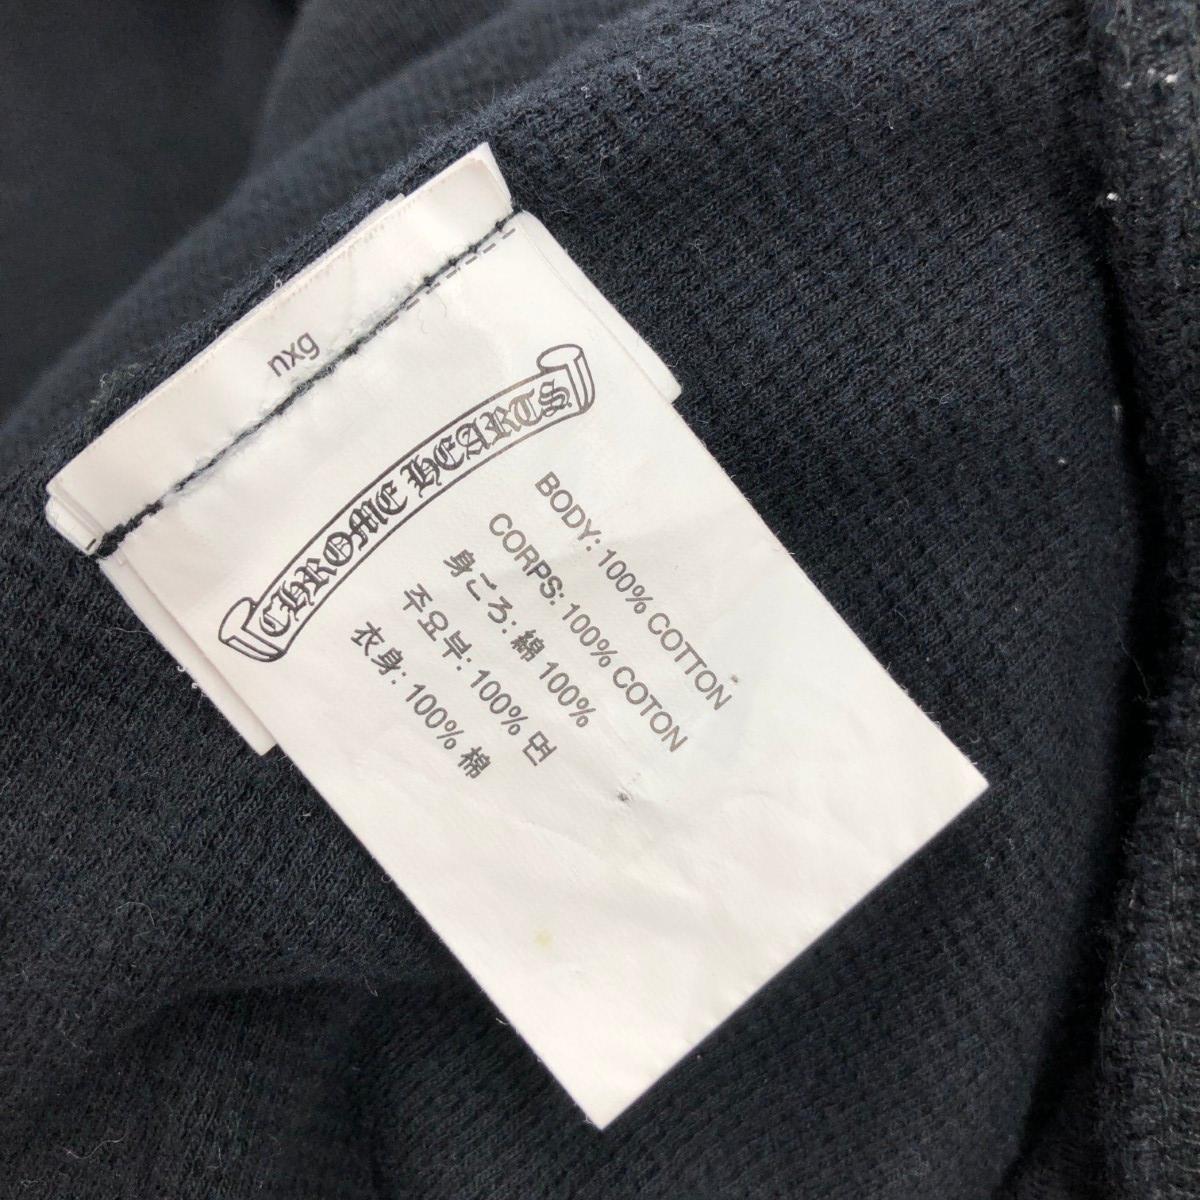 nxg
CHROME HEARTS
BODY: 100% COTTON
CORPS: 100% COTON
身ごろ: 綿 100%
주요부: 100% 면
衣身: 100% 棉